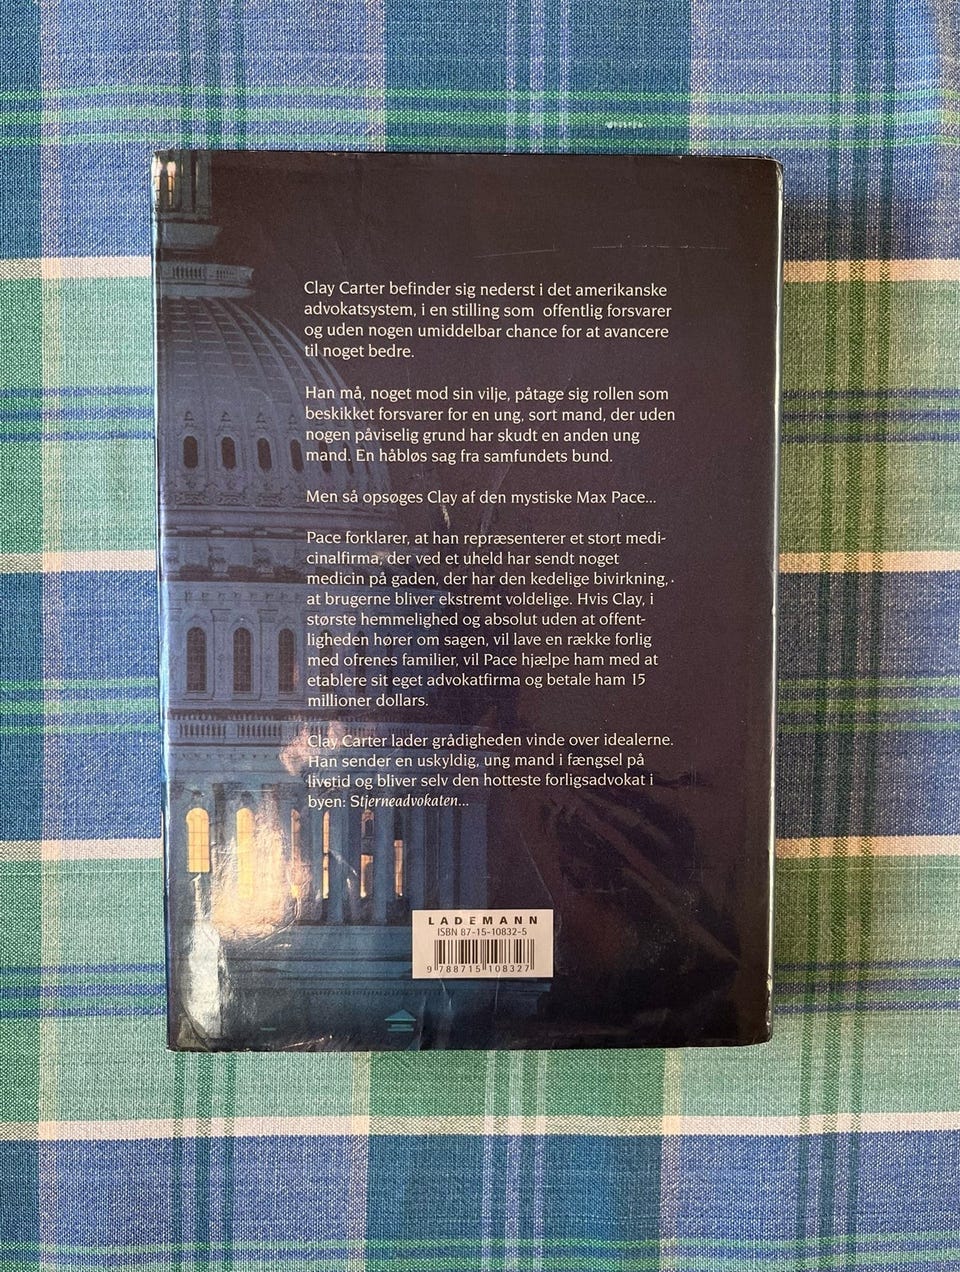 Clay Carter befinder sig nederst i det amerikanske
advokatsystem, i en stilling som offentlig forsvarer
og uden nogen umiddelbar chance for at avancere
til noget bedre.
Han må, noget mod sin vilje, påtage sig rollen som
beskikket forsvarer for en ung, sort mand, der uden
nogen påviselig grund har skudt en anden ung
mand. En håbløs sag fra samfundets bund.
Men så opsøges Clay af den mystiske Max Pace...
Pace forklarer, at han repræsenterer et stort medi-
cinalfirma, der ved et uheld har sendt noget
medicin på gaden, der har den kedelige bivirkning,
at brugerne bliver ekstremt voldelige. Hvis Clay, i
største hemmelighed og absolut uden at offent-
ligheden hører om sagen, vil lave en række forlig
med ofrenes familier, vil Pace hjælpe ham med at
etablere sit eget advokatfirma og betale ham 15
millioner dollars.
Clay Carter lader grådigheden vinde over idealerne.
Han sender en uskyldig, ung mand i fængsel på
livstid og bliver selv den hotteste forligsadvokat i
byen: Stjerneadvokaten...
LADEMANN
ISBN 87-15-10832-5
9 788715 108327